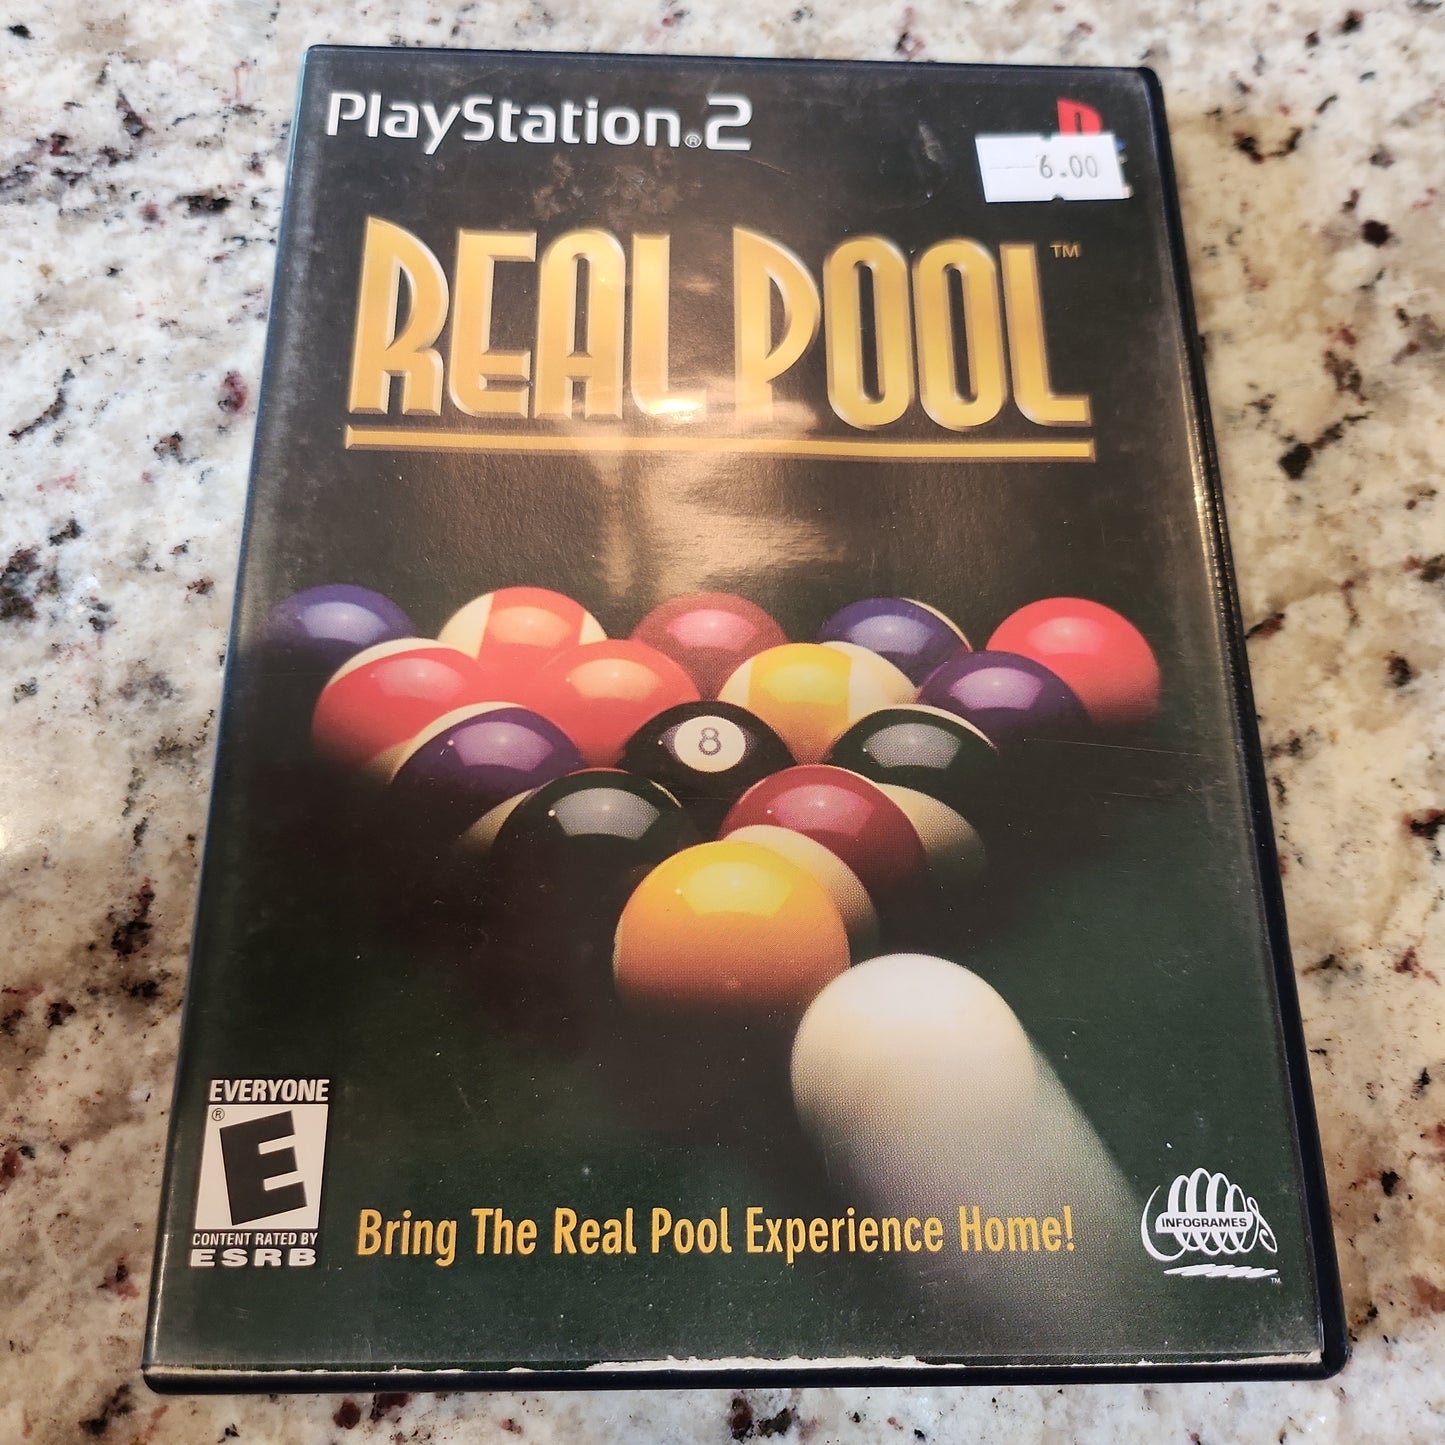 PlayStation®2
6.00
REAL POOL™
8
EVERYONE
E®
CONTENT RATED BY
ESRB
Bring The Real Pool Experience Home!
INFOGRAMES
™